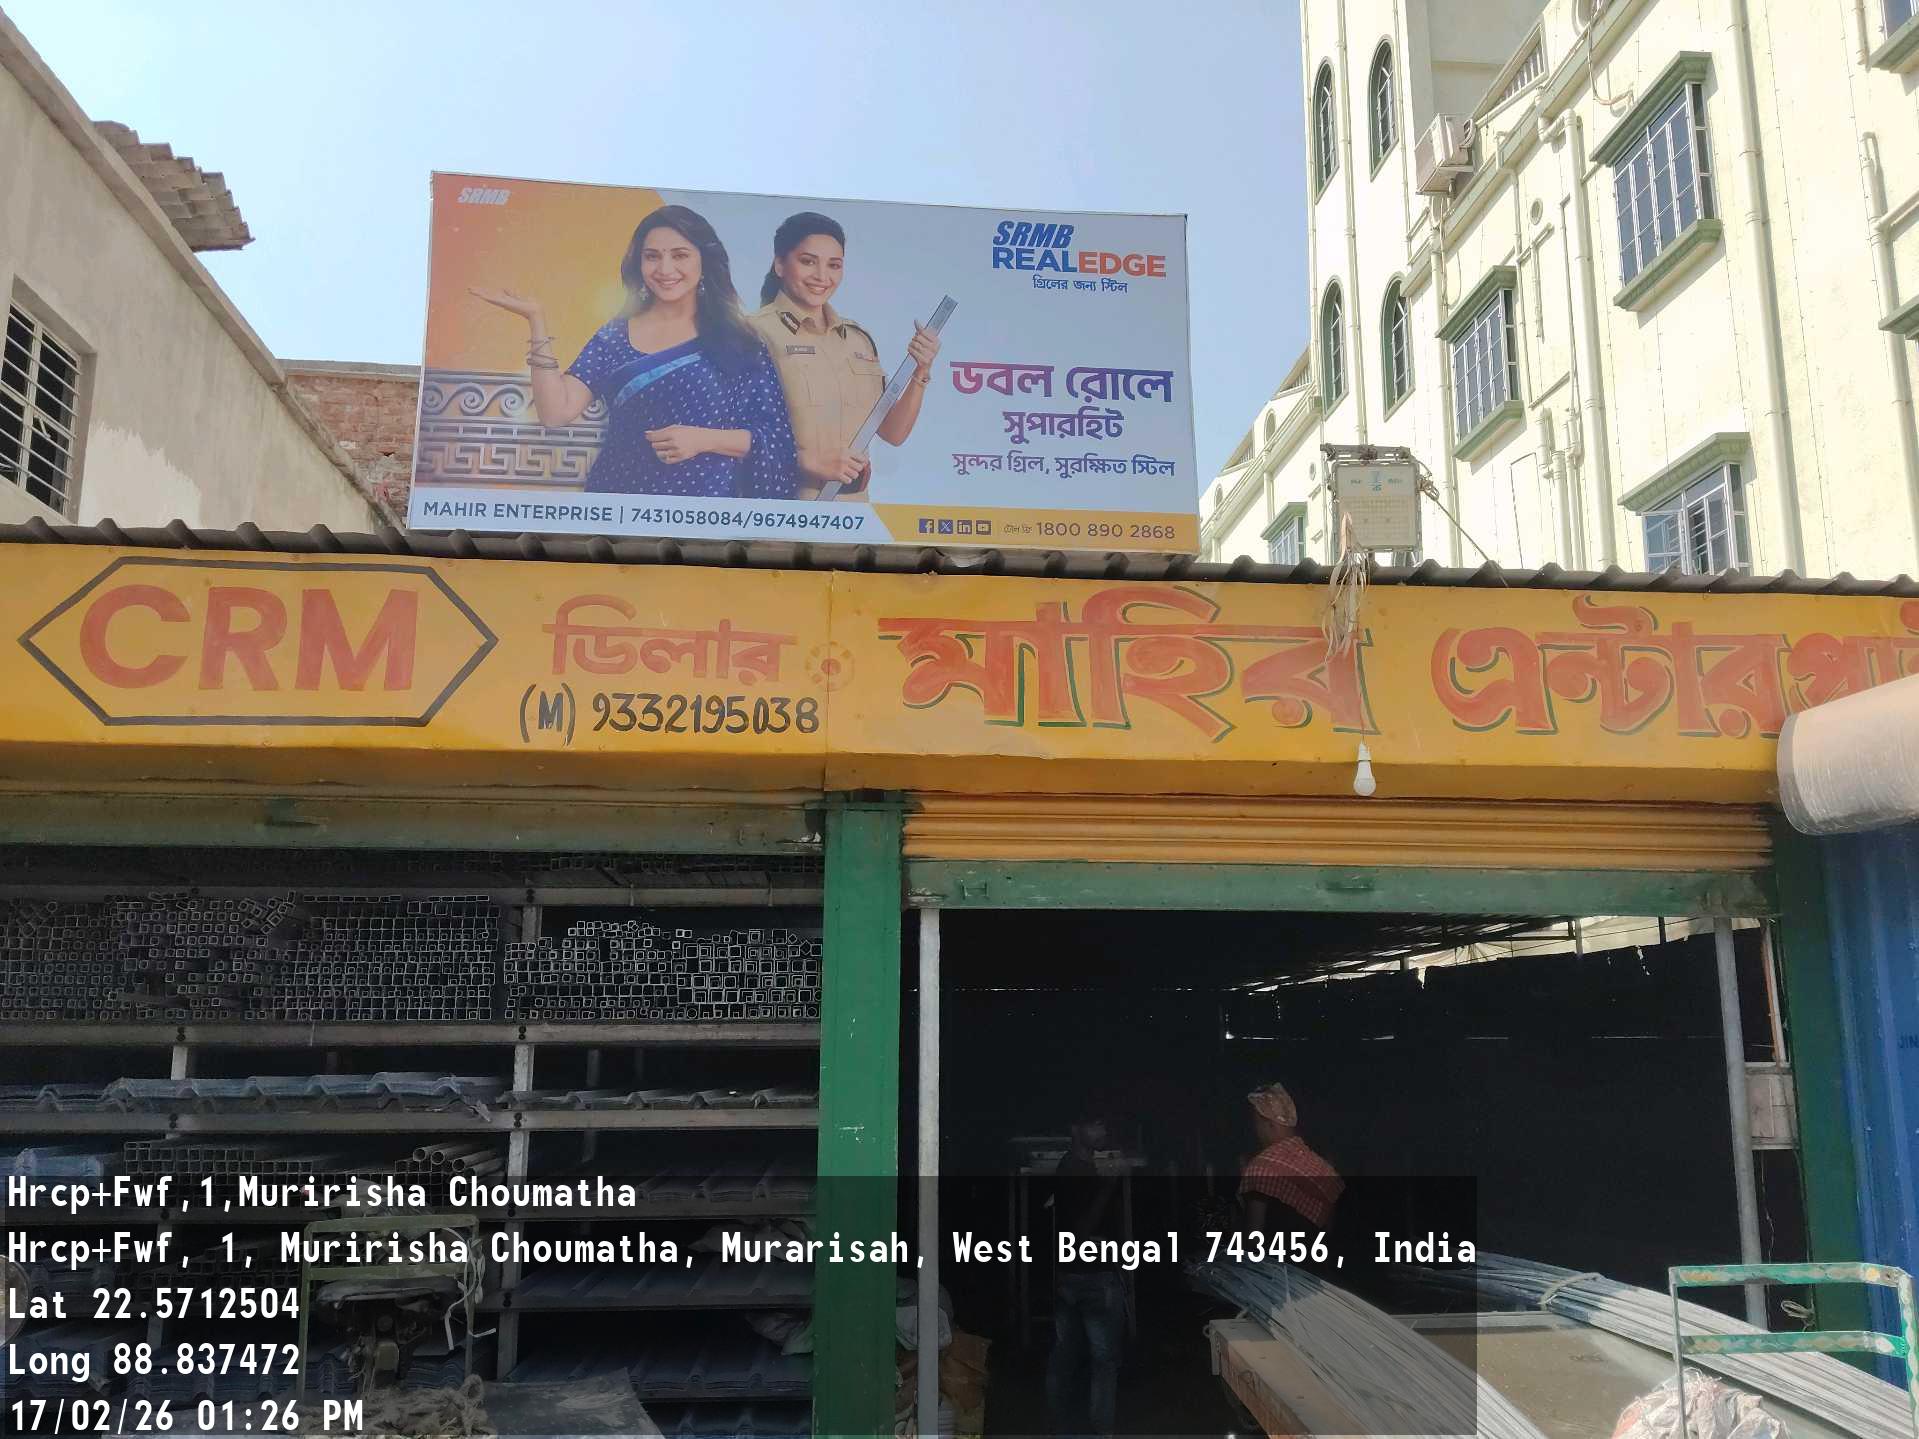 SRMB
SRMB
REALEDGE
গ্রিলের জন্য স্টিল
ডবল রোলে
সুপারহিট
সুন্দর গ্রিল, সুরক্ষিত স্টিল
MAHIR ENTERPRISE | 7431058084/9674947407
টোল ফ্রি 1800 890 2868
CRM
ডিলার :
(M) 9332195038
মাহির এন্টারপ্রাই
Hrcp+Fwf,1,Muririsha Choumatha
Hrcp+Fwf, 1, Muririsha Choumatha, Murarisah, West Bengal 743456, India
Lat 22.5712504
Long 88.837472
17/02/26 01:26 PM